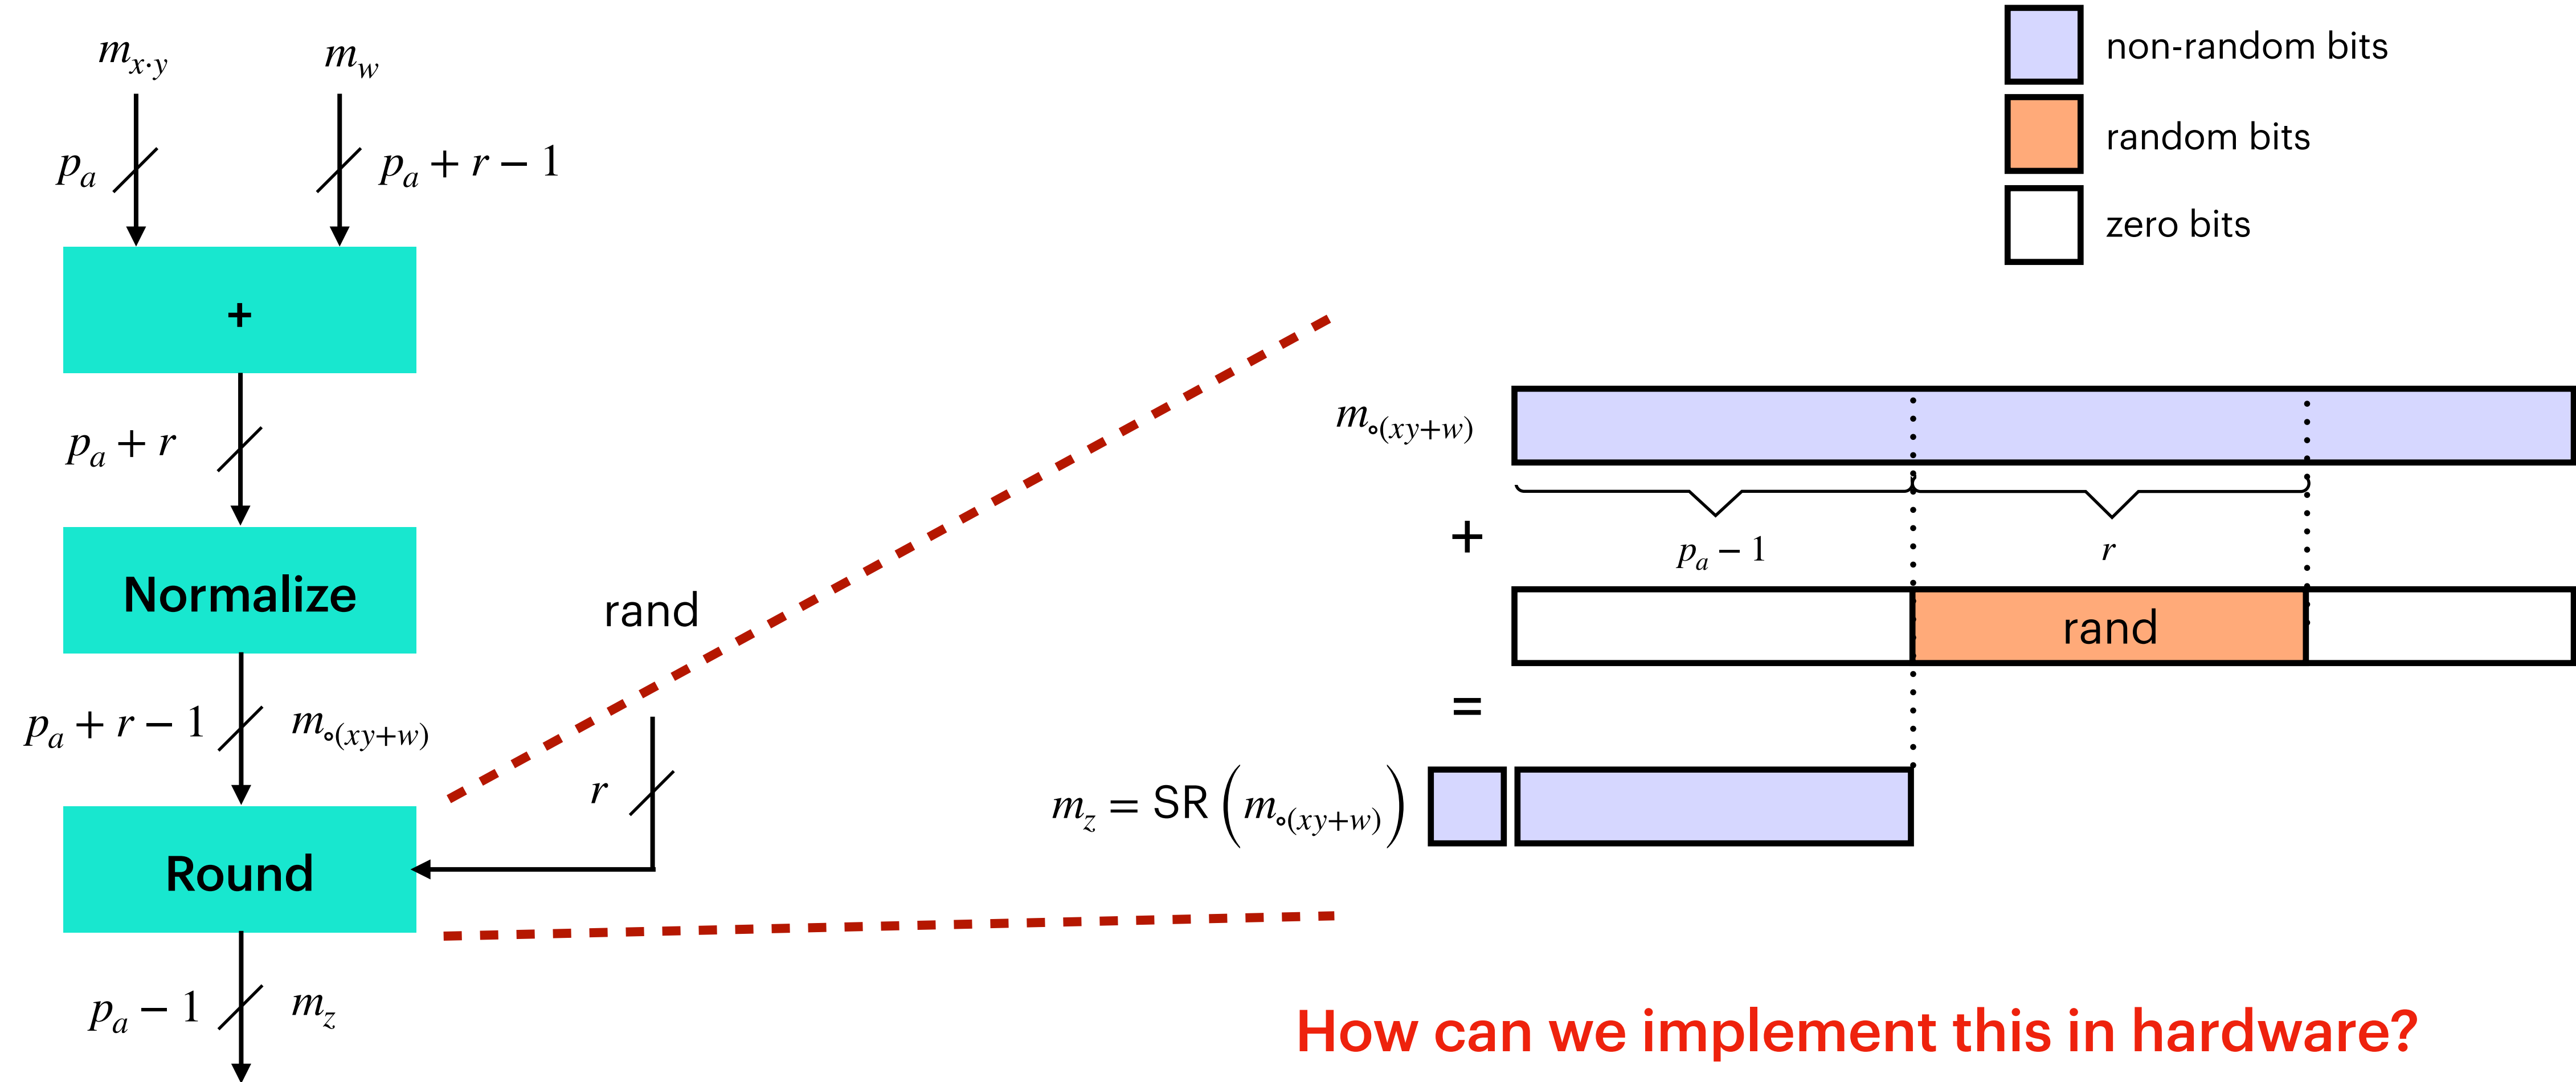 m_{x·y}
m_w
p_a
p_a + r − 1
+
p_a + r
Normalize
rand
p_a + r − 1
m_{∘(xy+w)}
r
Round
p_a − 1
m_z
non-random bits
random bits
zero bits
m_{∘(xy+w)}
p_a − 1
r
+
rand
=
m_z = SR (m_{∘(xy+w)})
How can we implement this in hardware?